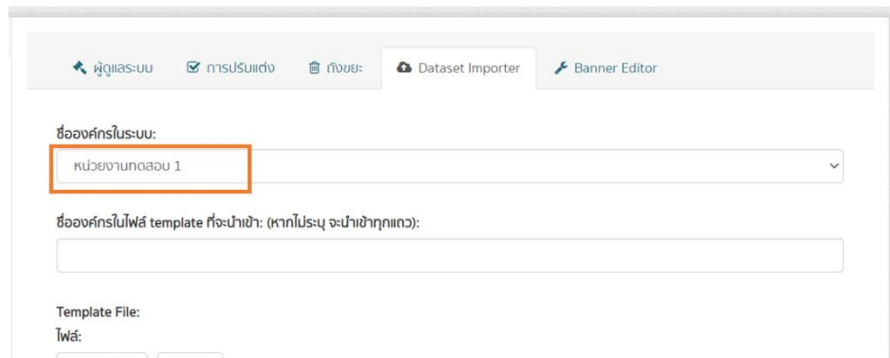 ผู้ดูแลระบบ การปรับแต่ง ถังขยะ Dataset Importer Banner Editor
ชื่อองค์กรในระบบ:
หน่วยงานทดสอบ 1
ชื่อองค์กรในไฟล์ template ที่จะนำเข้า: (หากไม่ระบุ จะนำเข้าทุกแถว):
Template File:
ไฟล์: